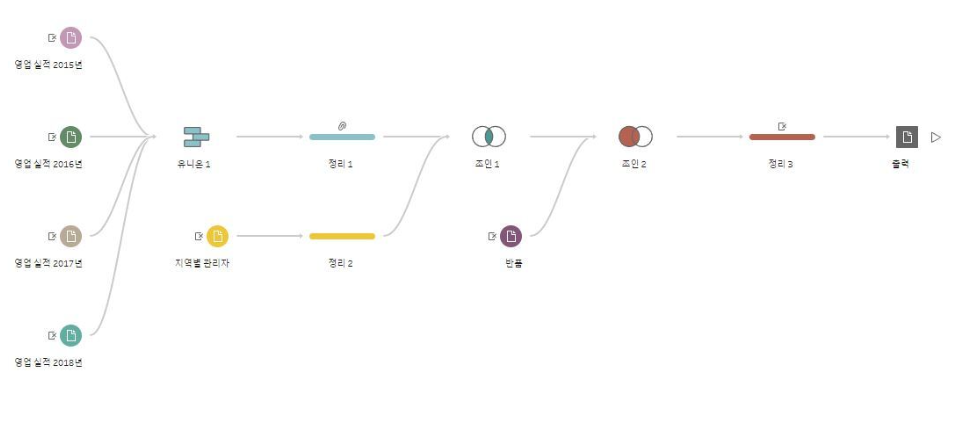 영업 실적 2015년
영업 실적 2016년
유니온 1
정리 1
조인 1
조인 2
정리 3
출력
영업 실적 2017년
지역별 관리자
정리 2
반품
영업 실적 2018년